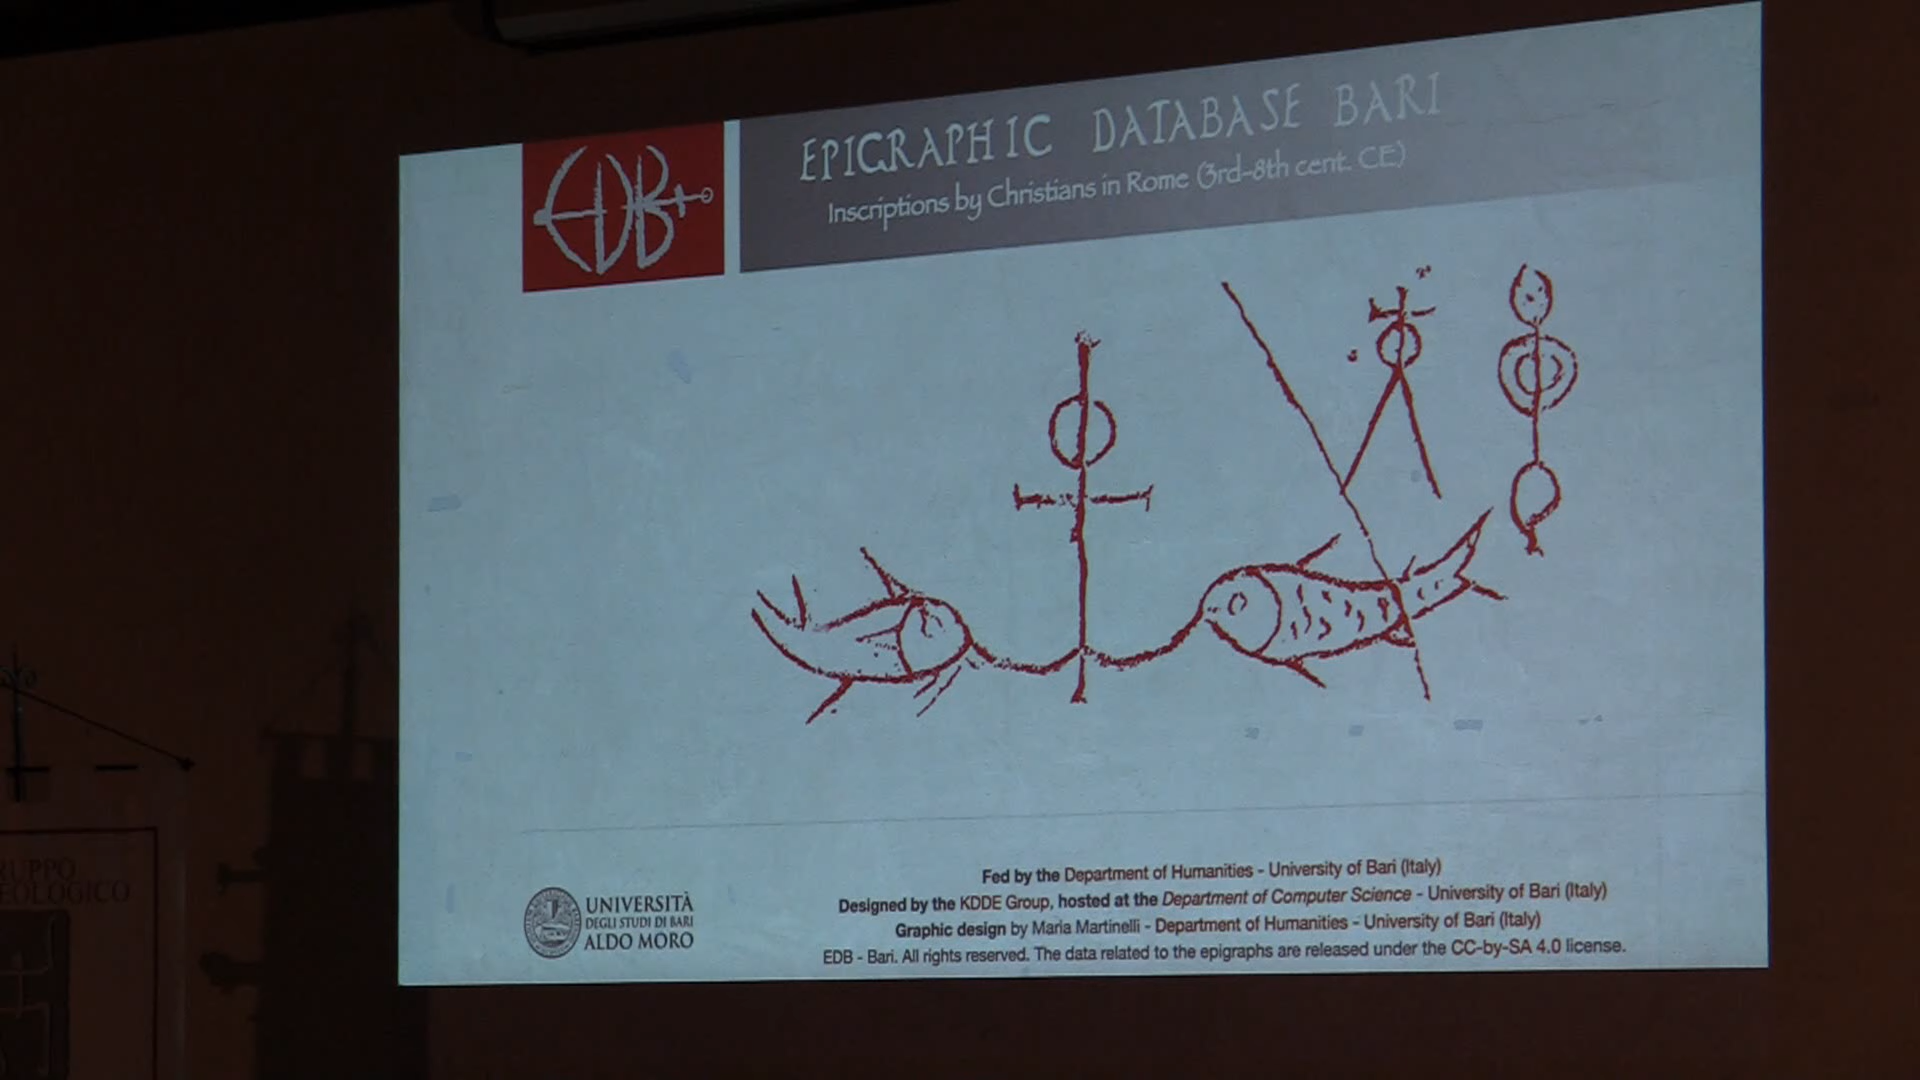 EDB
EPIGRAPHIC DATABASE BARI
Inscriptions by Christians in Rome (3rd-8th cent. CE)
Fed by the Department of Humanities - University of Bari (Italy)
Designed by the KDDE Group, hosted at the Department of Computer Science - University of Bari (Italy)
Graphic design by Maria Martinelli - Department of Humanities - University of Bari (Italy)
EDB - Bari. All rights reserved. The data related to the epigraphs are released under the CC-by-SA 4.0 license.
UNIVERSITÀ
DEGLI STUDI DI BARI
ALDO MORO
RUPPO
EOLOGICO